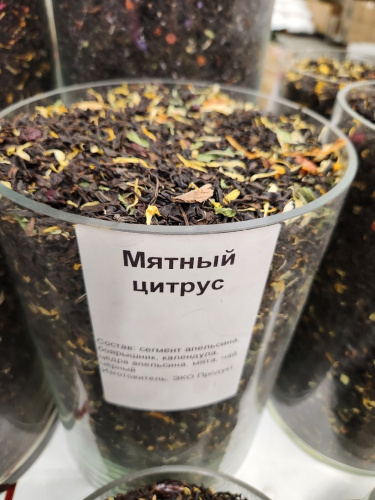 Мятный
цитрус
Состав: сегмент апельсина,
боярышник, календула,
цедра апельсина, мята, чай
черный
Изготовитель: ЭКО Продукт